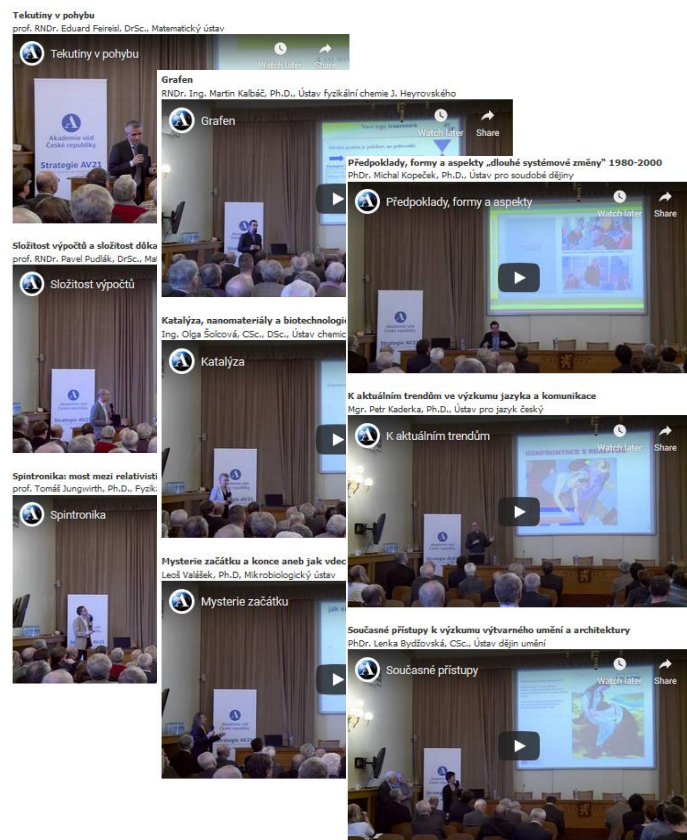 Tekutiny v pohybu
prof. RNDr. Eduard Feireisl, DrSc., Matematický ústav
Tekutiny v pohybu
Watch later
Share
Akademie věd
České republiky
Strategie AV21
Složitost výpočtů a složitost důka
prof. RNDr. Pavel Pudlák, DrSc., Mat
Složitost výpočtů
Spintronika: most mezi relativisti
prof. Tomáš Jungwirth, Ph.D., Fyzik
Spintronika
Grafen
RNDr. Ing. Martin Kalbáč, Ph.D., Ústav fyzikální chemie J. Heyrovského
Grafen
Watch later
Share
Katalýza, nanomateriály a biotechnologie
Ing. Olga Šolcová, CSc., DSc., Ústav chemic
Katalýza
Mysterie začátku a konce aneb jak vdec
Leoš Valášek, Ph.D, Mikrobiologický ústav
Mysterie začátku
Předpoklady, formy a aspekty „dlouhé systémové změny“ 1980-2000
PhDr. Michal Kopeček, Ph.D., Ústav pro soudobé dějiny
Předpoklady, formy a aspekty
Watch later
Share
K aktuálním trendům ve výzkumu jazyka a komunikace
Mgr. Petr Kaderka, Ph.D., Ústav pro jazyk český
K aktuálním trendům
Watch later
Share
KONFRONTACE S RE
Současné přístupy k výzkumu výtvarného umění a architektury
PhDr. Lenka Bydžovská, CSc., Ústav dějin umění
Současné přístupy
Watch later
Share